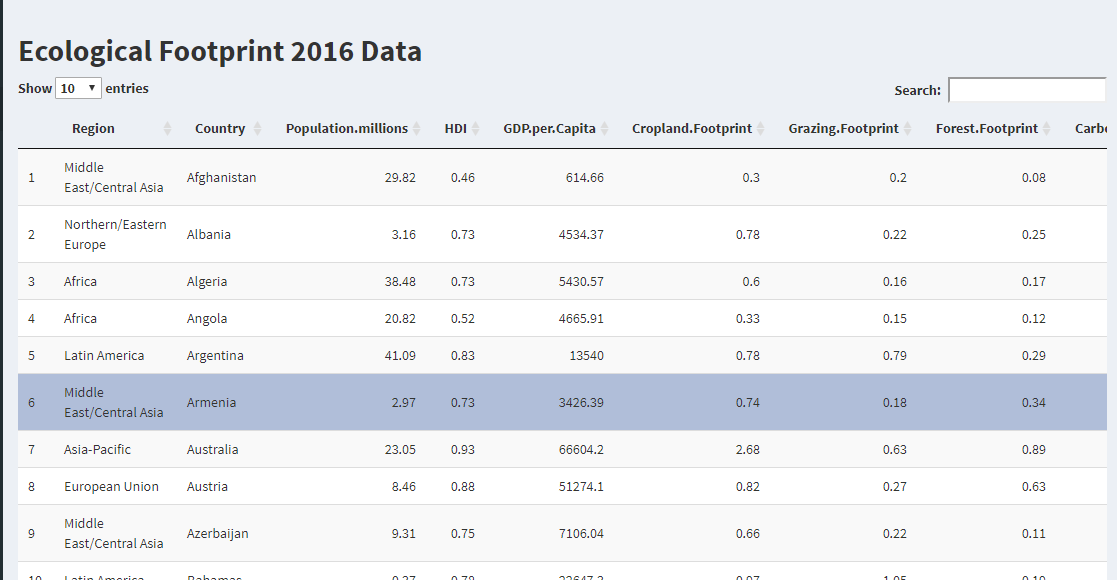 Ecological Footprint 2016 Data
Show 10 entries
Search:
Region Country Population.millions HDI GDP.per.Capita Cropland.Footprint Grazing.Footprint Forest.Footprint
1 Middle East/Central Asia Afghanistan 29.82 0.46 614.66 0.3 0.2 0.08
2 Northern/Eastern Europe Albania 3.16 0.73 4534.37 0.78 0.22 0.25
3 Africa Algeria 38.48 0.73 5430.57 0.6 0.16 0.17
4 Africa Angola 20.82 0.52 4665.91 0.33 0.15 0.12
5 Latin America Argentina 41.09 0.83 13540 0.78 0.79 0.29
6 Middle East/Central Asia Armenia 2.97 0.73 3426.39 0.74 0.18 0.34
7 Asia-Pacific Australia 23.05 0.93 66604.2 2.68 0.63 0.89
8 European Union Austria 8.46 0.88 51274.1 0.82 0.27 0.63
9 Middle East/Central Asia Azerbaijan 9.31 0.75 7106.04 0.66 0.22 0.11
10 Latin America Bahamas